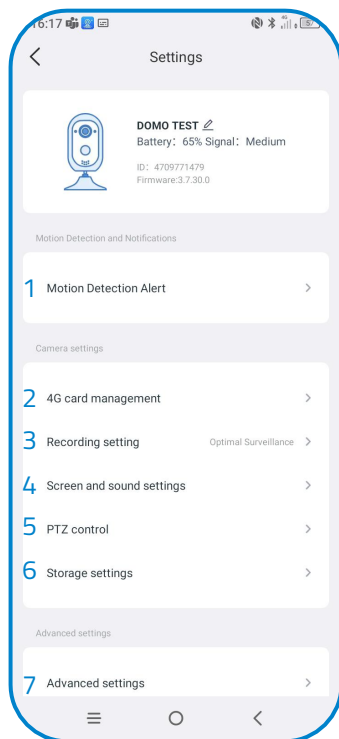 16:17
4G
Settings
DOMO TEST
Battery: 65% Signal: Medium
ID: 4709771479
Firmware:3.7.30.0
Motion Detection and Notifications
1 Motion Detection Alert
Camera settings
2 4G card management
3 Recording setting Optimal Surveillance
4 Screen and sound settings
5 PTZ control
6 Storage settings
Advanced settings
7 Advanced settings